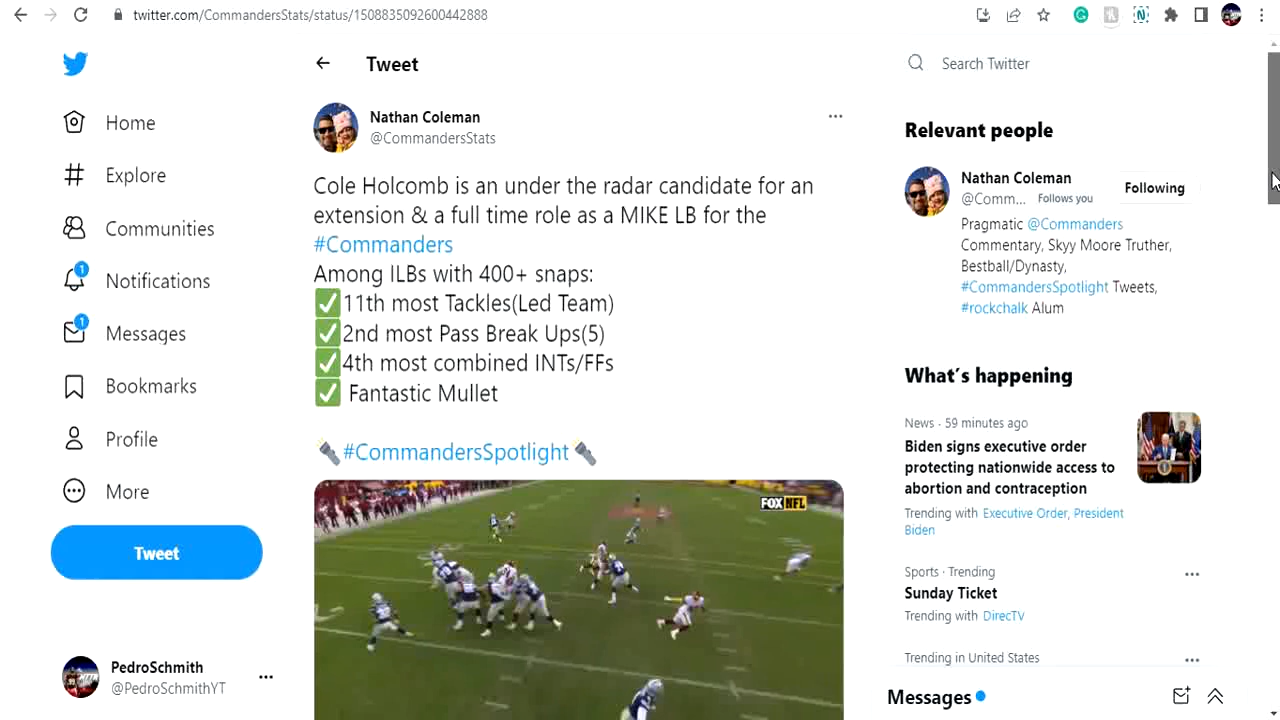 twitter.com/CommandersStats/status/1508835092600442888
Home
Explore
Communities
1
Notifications
1
Messages
Bookmarks
Profile
More
Tweet
PedroSchmith
@PedroSchmithYT
Tweet
Nathan Coleman
@CommandersStats
Cole Holcomb is an under the radar candidate for an
extension & a full time role as a MIKE LB for the
#Commanders
Among ILBs with 400+ snaps:
✅11th most Tackles(Led Team)
✅2nd most Pass Break Ups(5)
✅4th most combined INTs/FFs
✅ Fantastic Mullet
🔦#CommandersSpotlight🔦
FOX NFL
Search Twitter
Relevant people
Nathan Coleman
@Comm... Follows you
Following
Pragmatic @Commanders
Commentary, Skyy Moore Truther,
Bestball/Dynasty,
#CommandersSpotlight Tweets,
#rockchalk Alum
What's happening
News · 59 minutes ago
Biden signs executive order
protecting nationwide access to
abortion and contraception
Trending with Executive Order, President
Biden
Sports · Trending
Sunday Ticket
Trending with DirecTV
Trending in United States
Messages